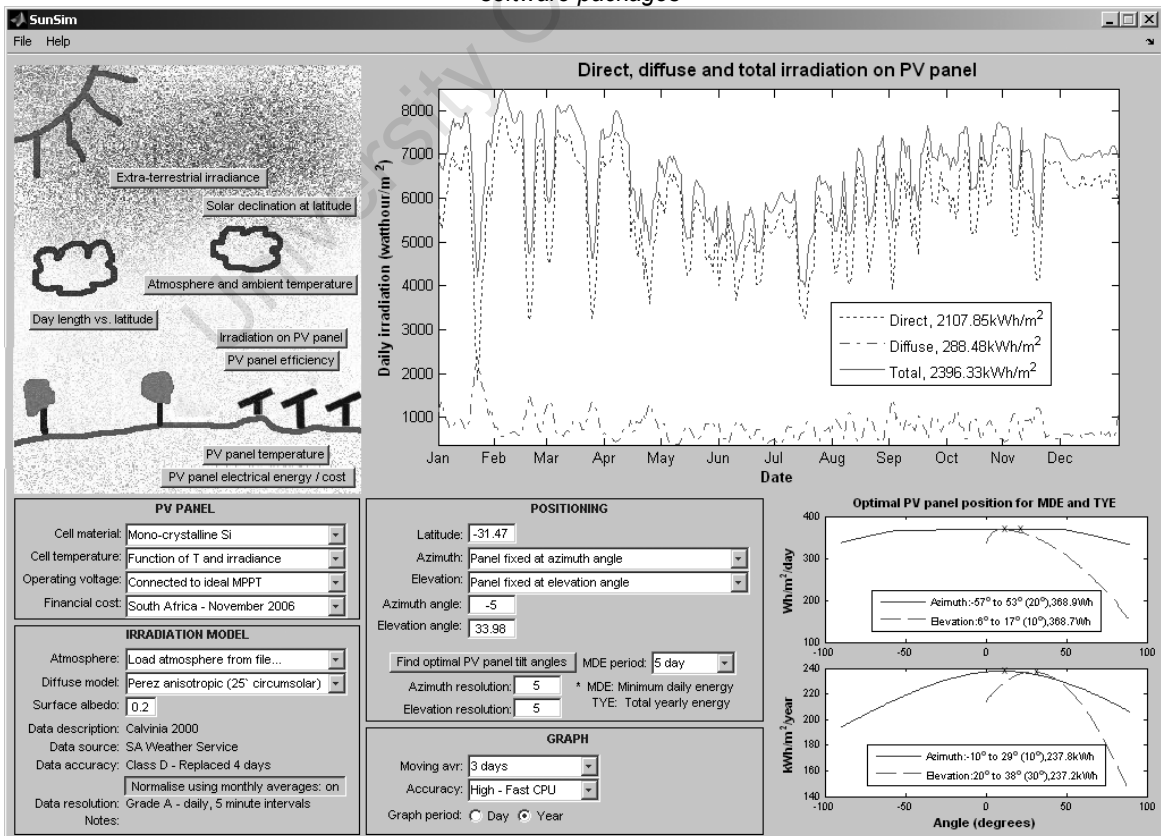 software packages
SunSim
File Help
Extra-terrestrial irradiance
Solar declination at latitude
Atmosphere and ambient temperature
Day length vs. latitude
Irradiation on PV panel
PV panel efficiency
PV panel temperature
PV panel electrical energy / cost
Direct, diffuse and total irradiation on PV panel
Daily irradiation (watthour/m²)
8000
7000
6000
5000
4000
3000
2000
1000
Direct, 2107.85kWh/m²
Diffuse, 288.48kWh/m²
Total, 2396.33kWh/m²
Jan Feb Mar Apr May Jun Jul Aug Sep Oct Nov Dec
Date
PV PANEL
Cell material: Mono-crystalline Si
Cell temperature: Function of T and irradiance
Operating voltage: Connected to ideal MPPT
Financial cost: South Africa - November 2006
IRRADIATION MODEL
Atmosphere: Load atmosphere from file...
Diffuse model: Perez anisotropic (25` circumsolar)
Surface albedo: 0.2
Data description: Calvinia 2000
Data source: SA Weather Service
Data accuracy: Class D - Replaced 4 days
Normalise using monthly averages: on
Data resolution: Grade A - daily, 5 minute intervals
Notes:
POSITIONING
Latitude: -31.47
Azimuth: Panel fixed at azimuth angle
Elevation: Panel fixed at elevation angle
Azimuth angle: -5
Elevation angle: 33.98
Find optimal PV panel tilt angles MDE period: 5 day
Azimuth resolution: 5 * MDE: Minimum daily energy
Elevation resolution: 5 TYE: Total yearly energy
GRAPH
Moving avr: 3 days
Accuracy: High - Fast CPU
Graph period: Day Year
Optimal PV panel position for MDE and TYE
Wh/m²/day
400
300
200
100
Azimuth:-57° to 53° (20°),368.9Wh
Elevation:6° to 17° (10°),368.7Wh
-100 -50 0 50 100
kWh/m²/year
240
220
200
180
160
140
Azimuth:-10° to 29° (10°),237.8kWh
Elevation:20° to 38° (30°),237.2kWh
-100 -50 0 50 100
Angle (degrees)